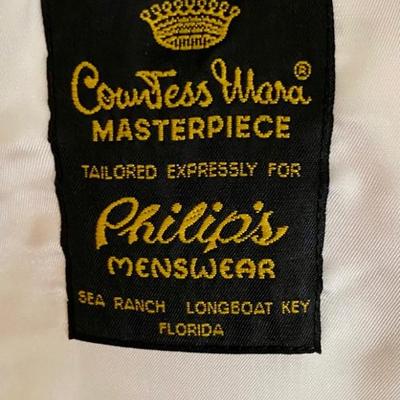 Countess Mara®
MASTERPIECE
TAILORED EXPRESSLY FOR
Philip's
MENSWEAR
SEA RANCH LONGBOAT KEY
FLORIDA